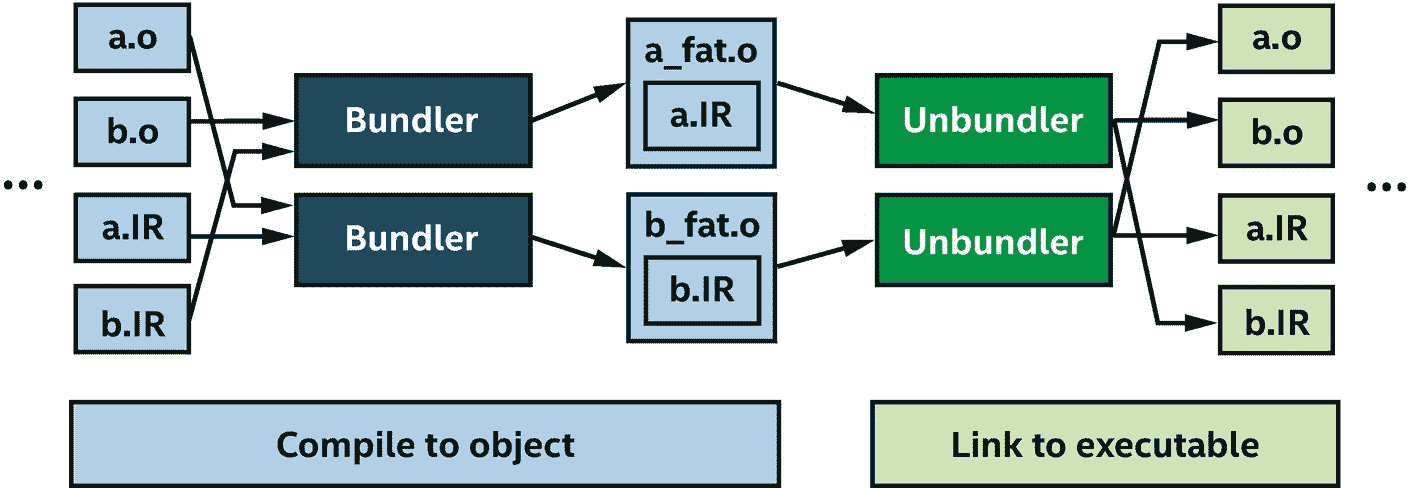 a.o
b.o
...
a.IR
b.IR
Bundler
Bundler
a_fat.o
a.IR
b_fat.o
b.IR
Unbundler
Unbundler
a.o
b.o
a.IR
b.IR
...
Compile to object
Link to executable